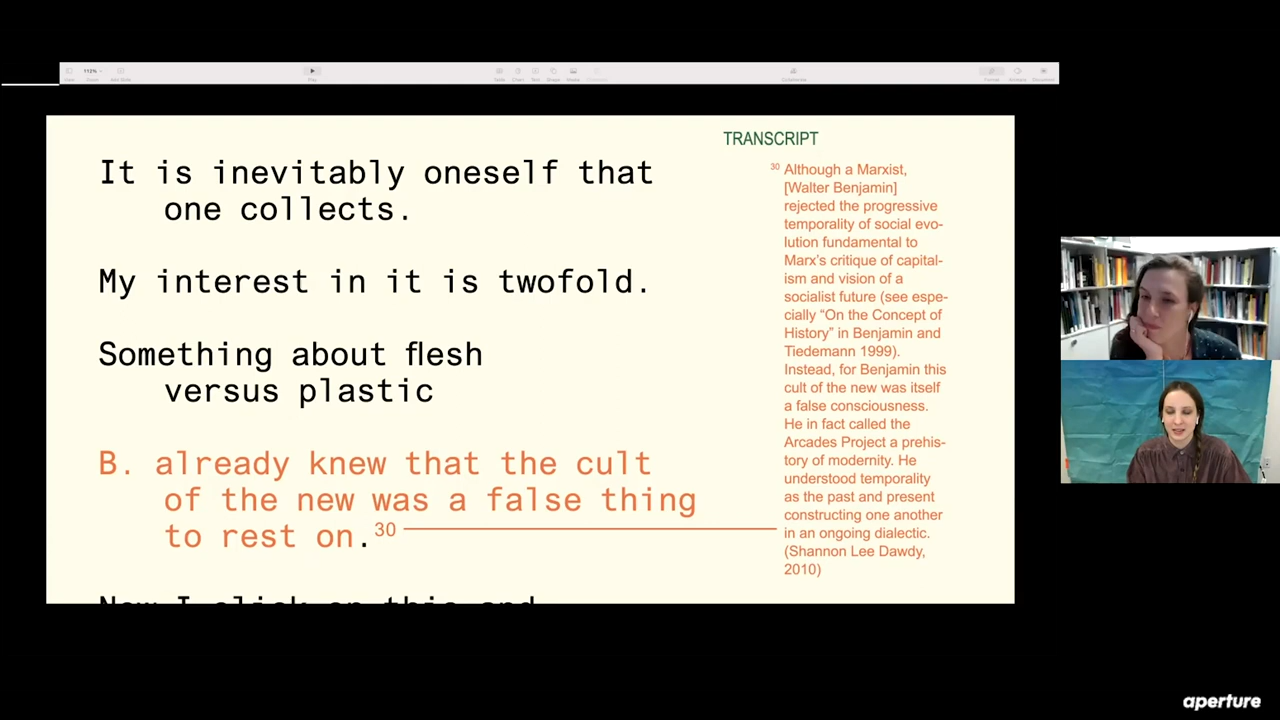 112%
It is inevitably oneself that
one collects.
My interest in it is twofold.
Something about flesh
versus plastic
B. already knew that the cult
of the new was a false thing
to rest on.30
TRANSCRIPT
30 Although a Marxist,
[Walter Benjamin]
rejected the progressive
temporality of social evo-
lution fundamental to
Marx's critique of capital-
ism and vision of a
socialist future (see espe-
cially “On the Concept of
History” in Benjamin and
Tiedemann 1999).
Instead, for Benjamin this
cult of the new was itself
a false consciousness.
He in fact called the
Arcades Project a prehis-
tory of modernity. He
understood temporality
as the past and present
constructing one another
in an ongoing dialectic.
(Shannon Lee Dawdy,
2010)
aperture